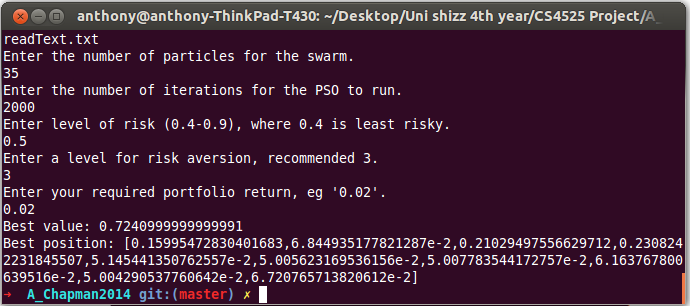 anthony@anthony-ThinkPad-T430: ~/Desktop/Uni shizz 4th year/CS4525 Project/A_
readText.txt
Enter the number of particles for the swarm.
35
Enter the number of iterations for the PSO to run.
2000
Enter level of risk (0.4-0.9), where 0.4 is least risky.
0.5
Enter a level for risk aversion, recommended 3.
3
Enter your required portfolio return, eg '0.02'.
0.02
Best value: 0.7240999999999991
Best position: [0.15995472830401683,6.844935177821287e-2,0.21029497556629712,0.230824
2231845507,5.145441350762557e-2,5.005623169536156e-2,5.007783544172757e-2,6.163767800
639516e-2,5.004290537760642e-2,6.720765713820612e-2]
➜  A_Chapman2014 git:(master) ✗